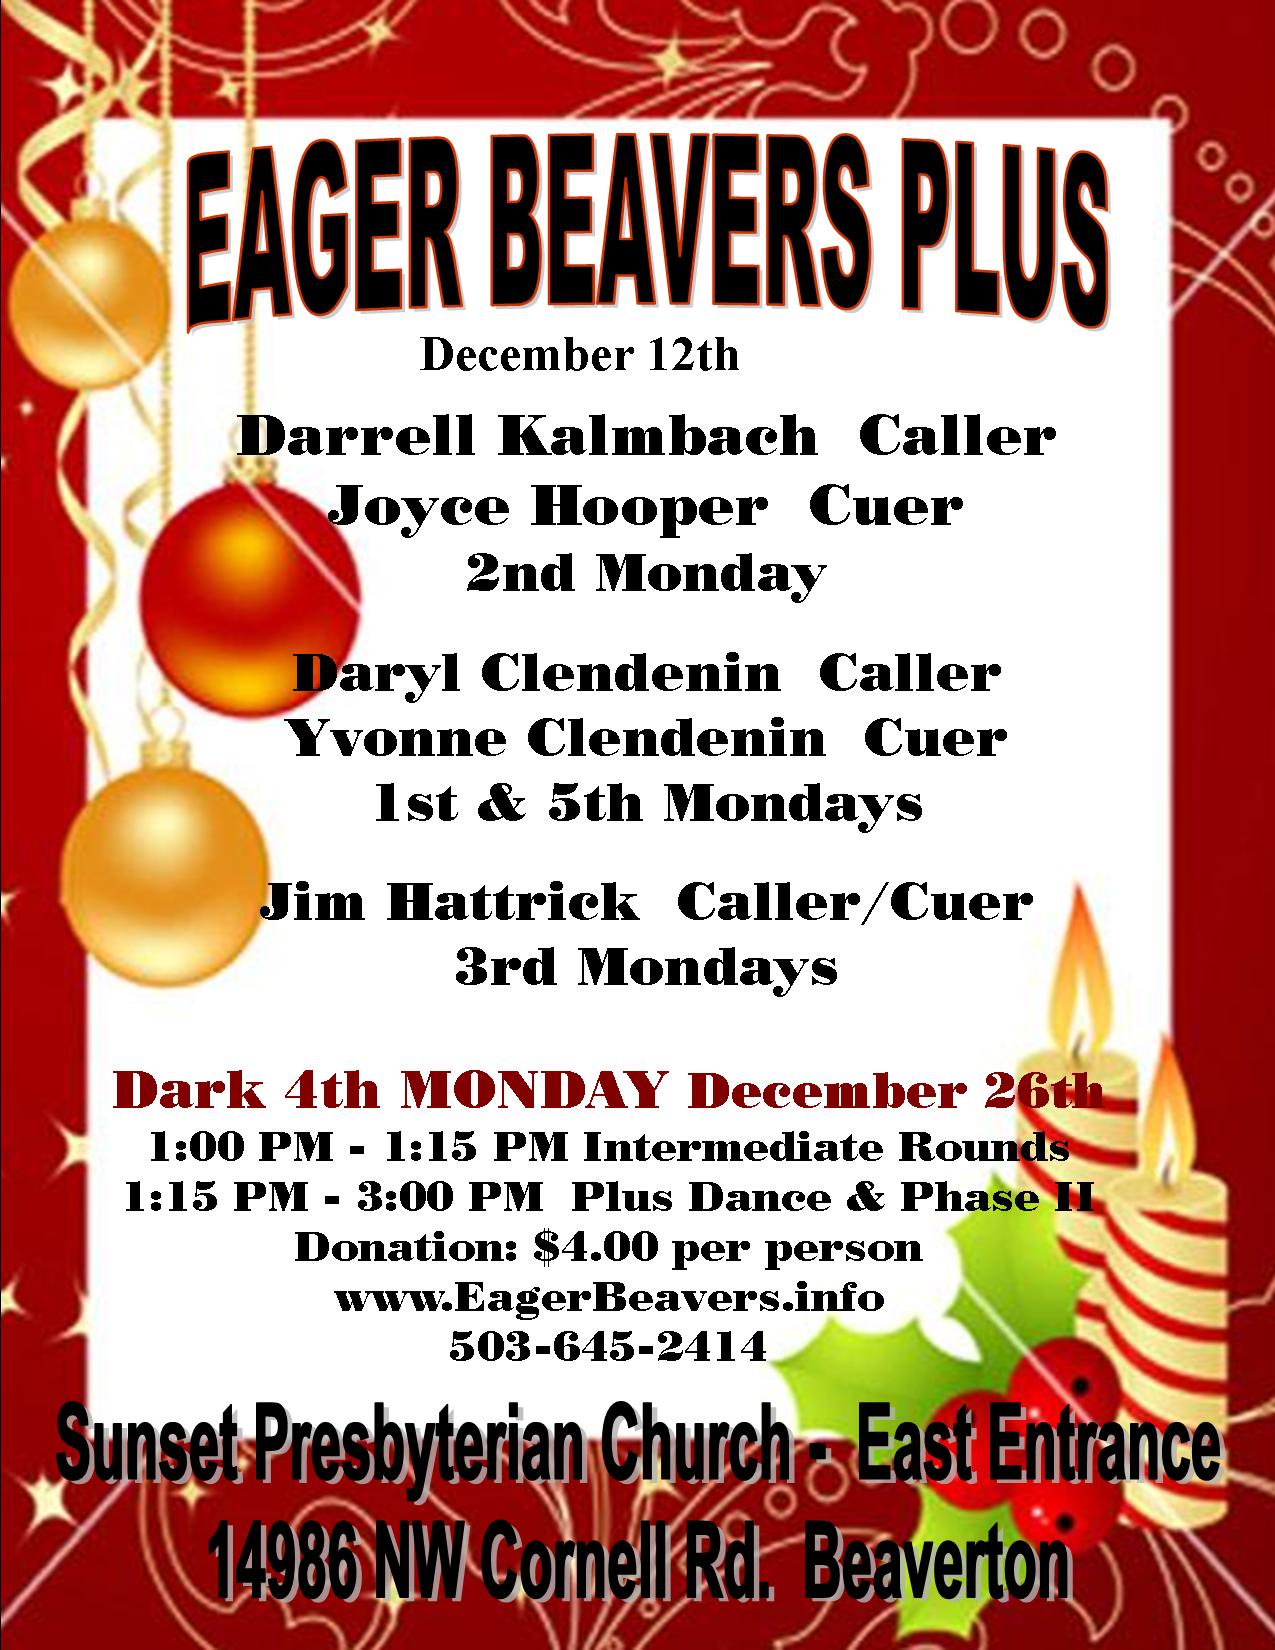 EAGER BEAVERS PLUS
December 12th
Darrell Kalmbach Caller
Joyce Hooper Cuer
2nd Monday
Daryl Clendenin Caller
Yvonne Clendenin Cuer
1st & 5th Mondays
Jim Hattrick Caller/Cuer
3rd Mondays
Dark 4th MONDAY December 26th
1:00 PM - 1:15 PM Intermediate Rounds
1:15 PM - 3:00 PM Plus Dance & Phase II
Donation: $4.00 per person
www.EagerBeavers.info
503-645-2414
Sunset Presbyterian Church - East Entrance
14986 NW Cornell Rd. Beaverton